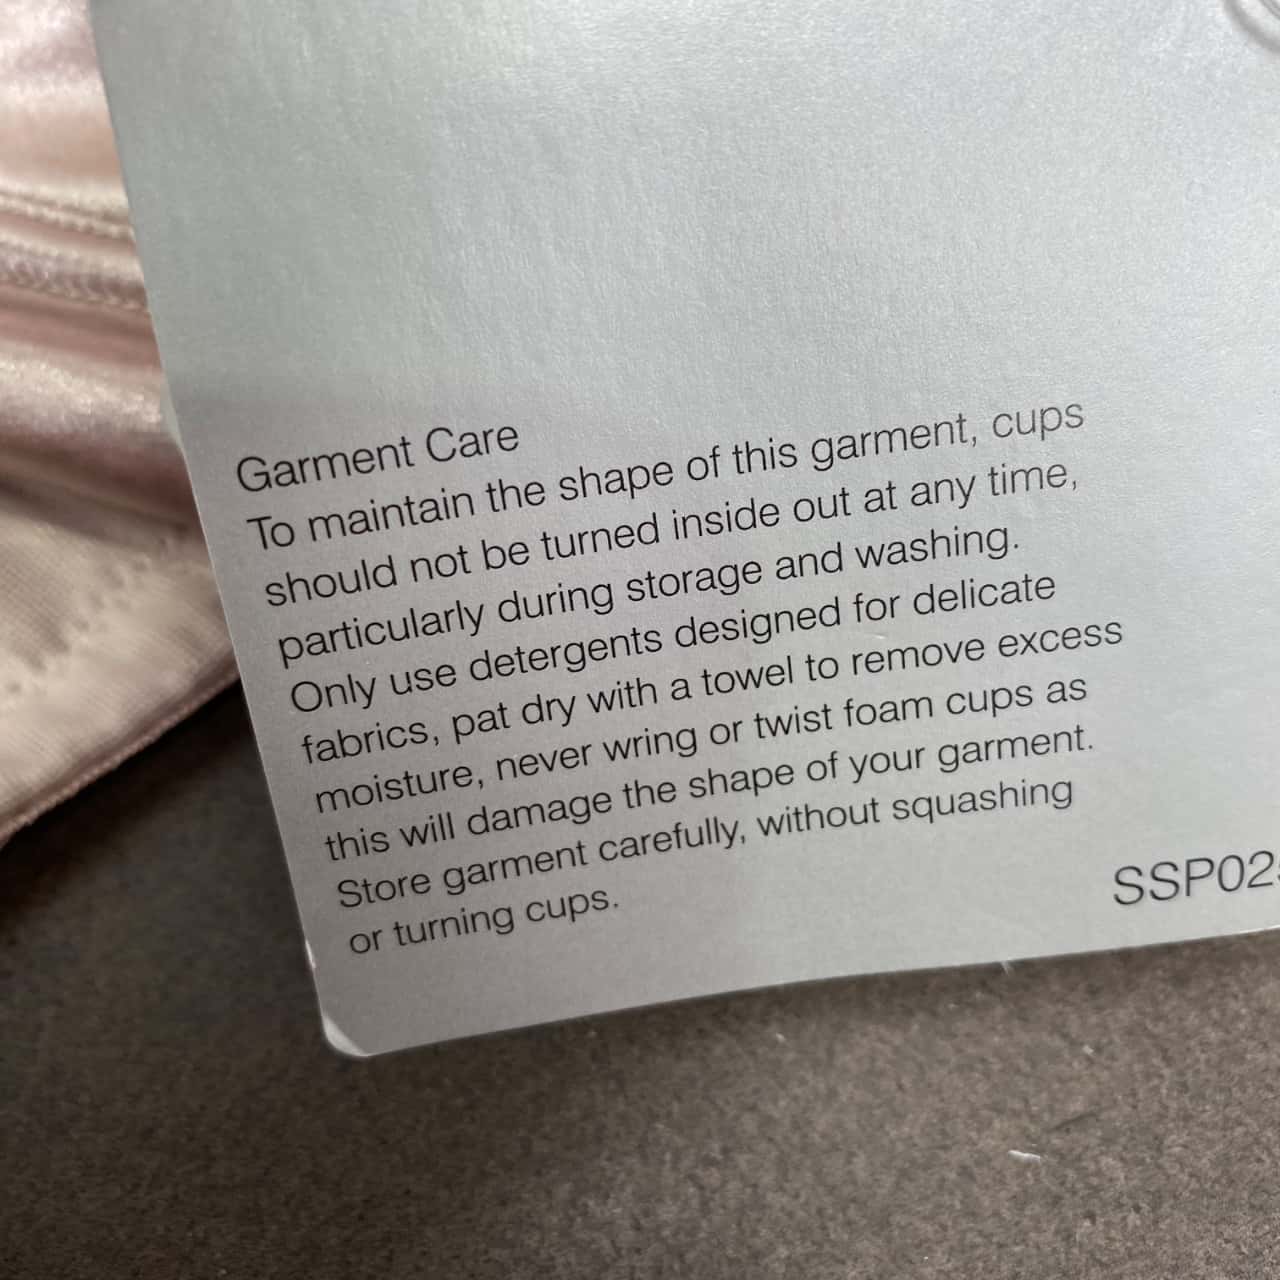 Garment Care
To maintain the shape of this garment, cups
should not be turned inside out at any time,
particularly during storage and washing.
Only use detergents designed for delicate
fabrics, pat dry with a towel to remove excess
moisture, never wring or twist foam cups as
this will damage the shape of your garment.
Store garment carefully, without squashing
or turning cups.
SSP025